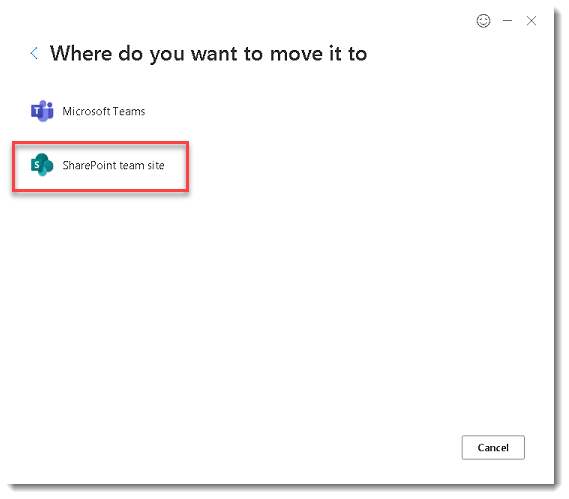 Where do you want to move it to
Microsoft Teams
SharePoint team site
Cancel